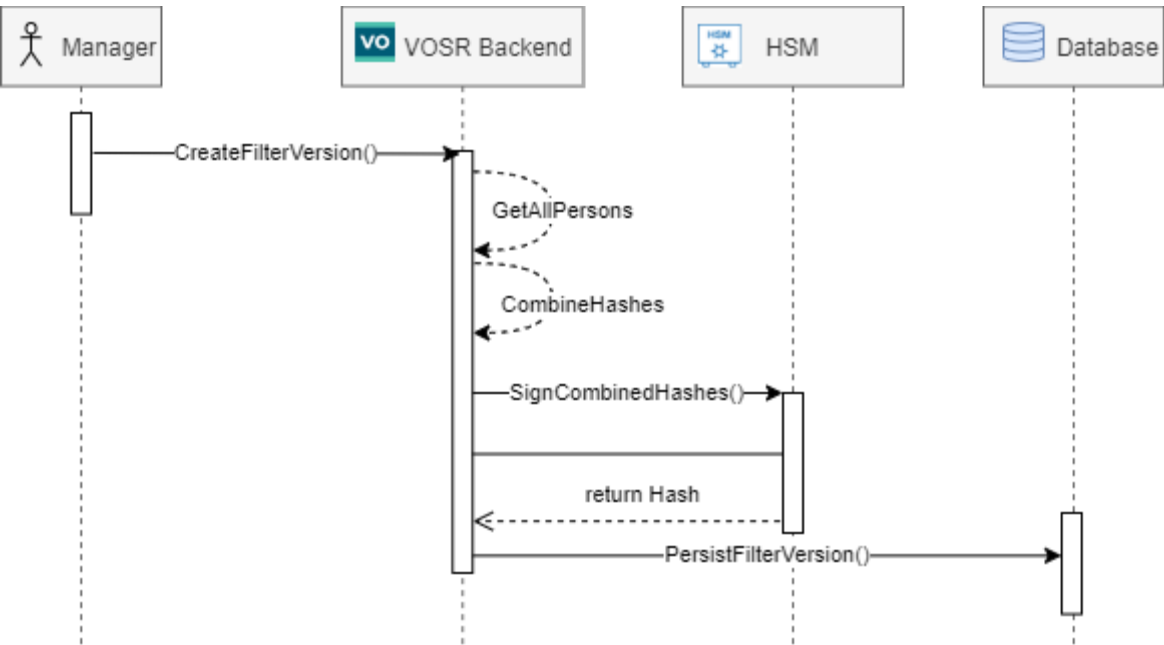 Manager
VO
VOSR Backend
HSM
HSM
Database
CreateFilterVersion()
GetAllPersons
CombineHashes
SignCombinedHashes()
return Hash
PersistFilterVersion()